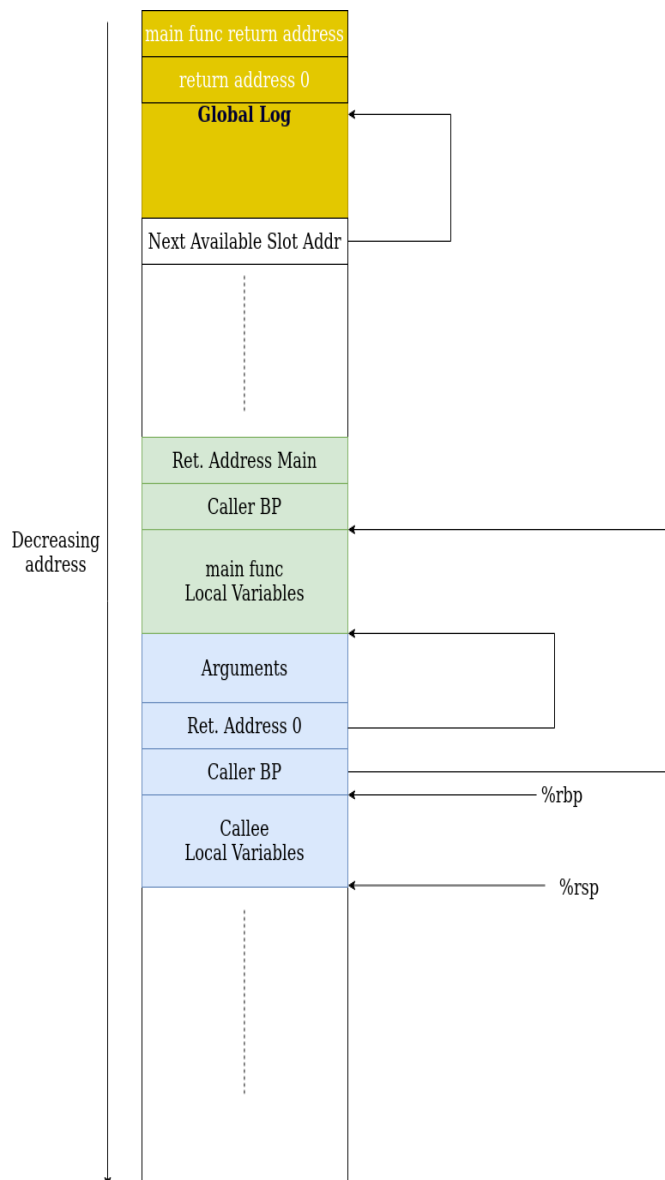 main func return address
return address 0
Global Log
Next Available Slot Addr
Ret. Address Main
Caller BP
Decreasing
address
main func
Local Variables
Arguments
Ret. Address 0
Caller BP
%rbp
Callee
Local Variables
%rsp